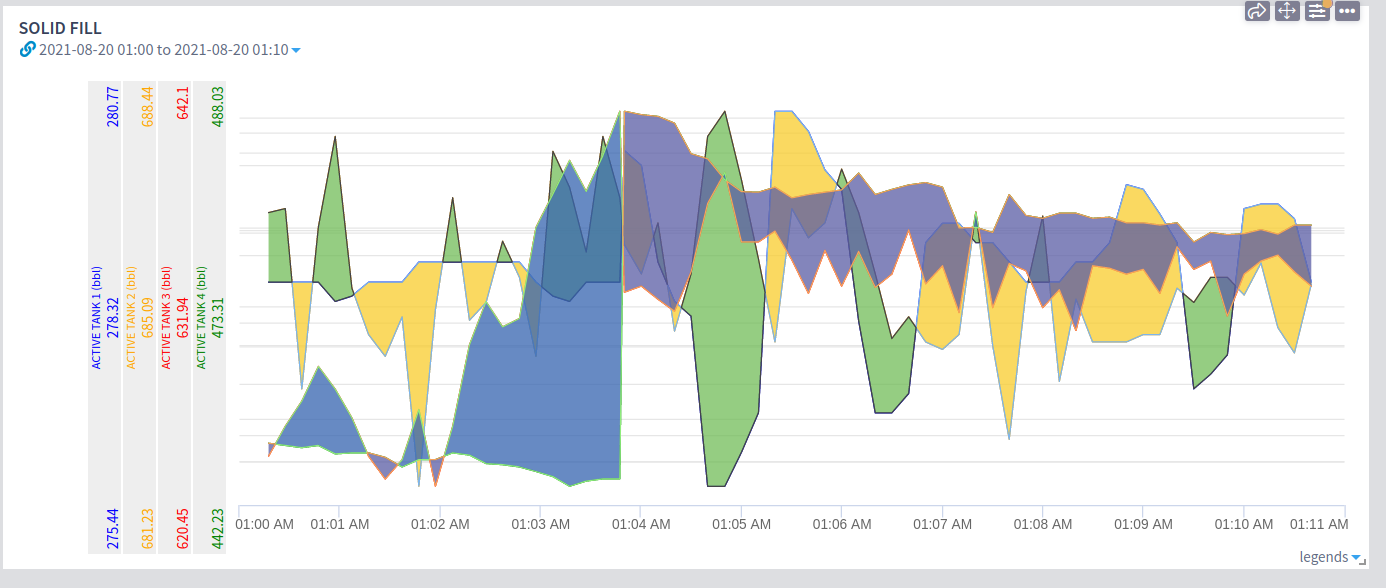 SOLID FILL
2021-08-20 01:00 to 2021-08-20 01:10
280.77
ACTIVE TANK 1 (bbl)
278.32
275.44
688.44
ACTIVE TANK 2 (bbl)
685.09
681.23
642.1
ACTIVE TANK 3 (bbl)
631.94
620.45
488.03
ACTIVE TANK 4 (bbl)
473.31
442.23
01:00 AM 01:01 AM 01:02 AM 01:03 AM 01:04 AM 01:05 AM 01:06 AM 01:07 AM 01:08 AM 01:09 AM 01:10 AM 01:11 AM
legends